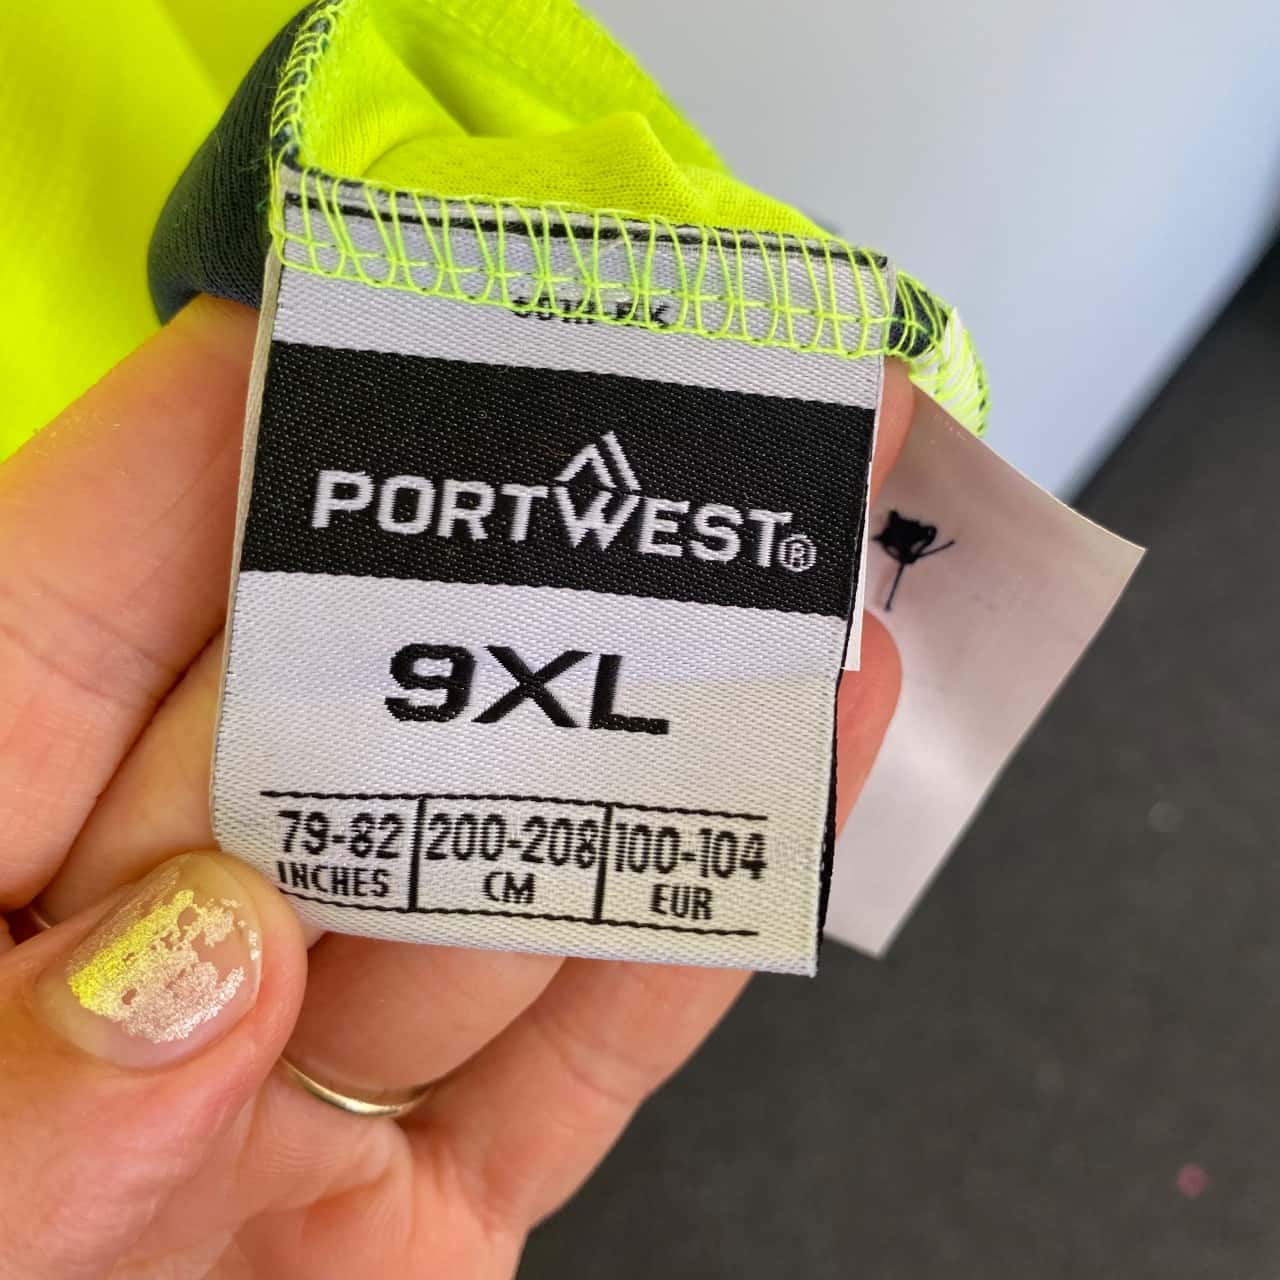 PORTWEST®
9XL
79-82 200-208 100-104
INCHES CM EUR